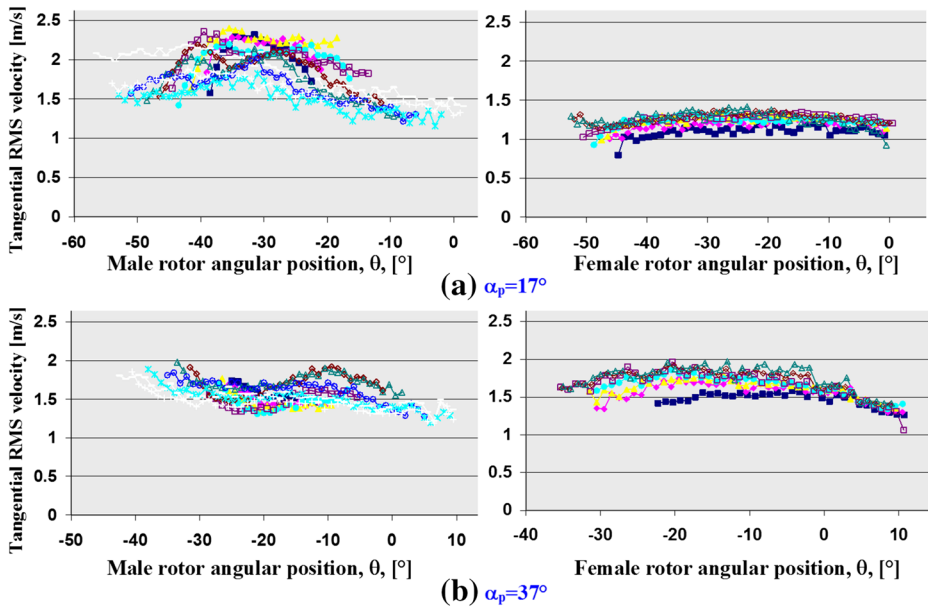 Tangential RMS velocity [m/s]
2.5
2
1.5
1
0.5
0
-60 -50 -40 -30 -20 -10 0
Male rotor angular position, θ, [°]
2.5
2
1.5
1
0.5
0
-60 -50 -40 -30 -20 -10 0
Female rotor angular position, θ, [°]
(a) αp=17°
Tangential RMS velocity [m/s]
2.5
2
1.5
1
0.5
0
-50 -40 -30 -20 -10 0 10
Male rotor angular position, θ, [°]
2.5
2
1.5
1
0.5
0
-40 -30 -20 -10 0 10
Female rotor angular position, θ, [°]
(b) αp=37°